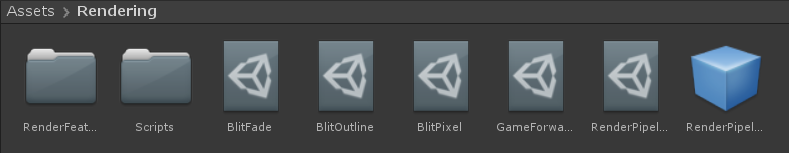 Assets > Rendering
RenderFeat... Scripts BlitFade BlitOutline BlitPixel GameForwa... RenderPipel... RenderPipel...